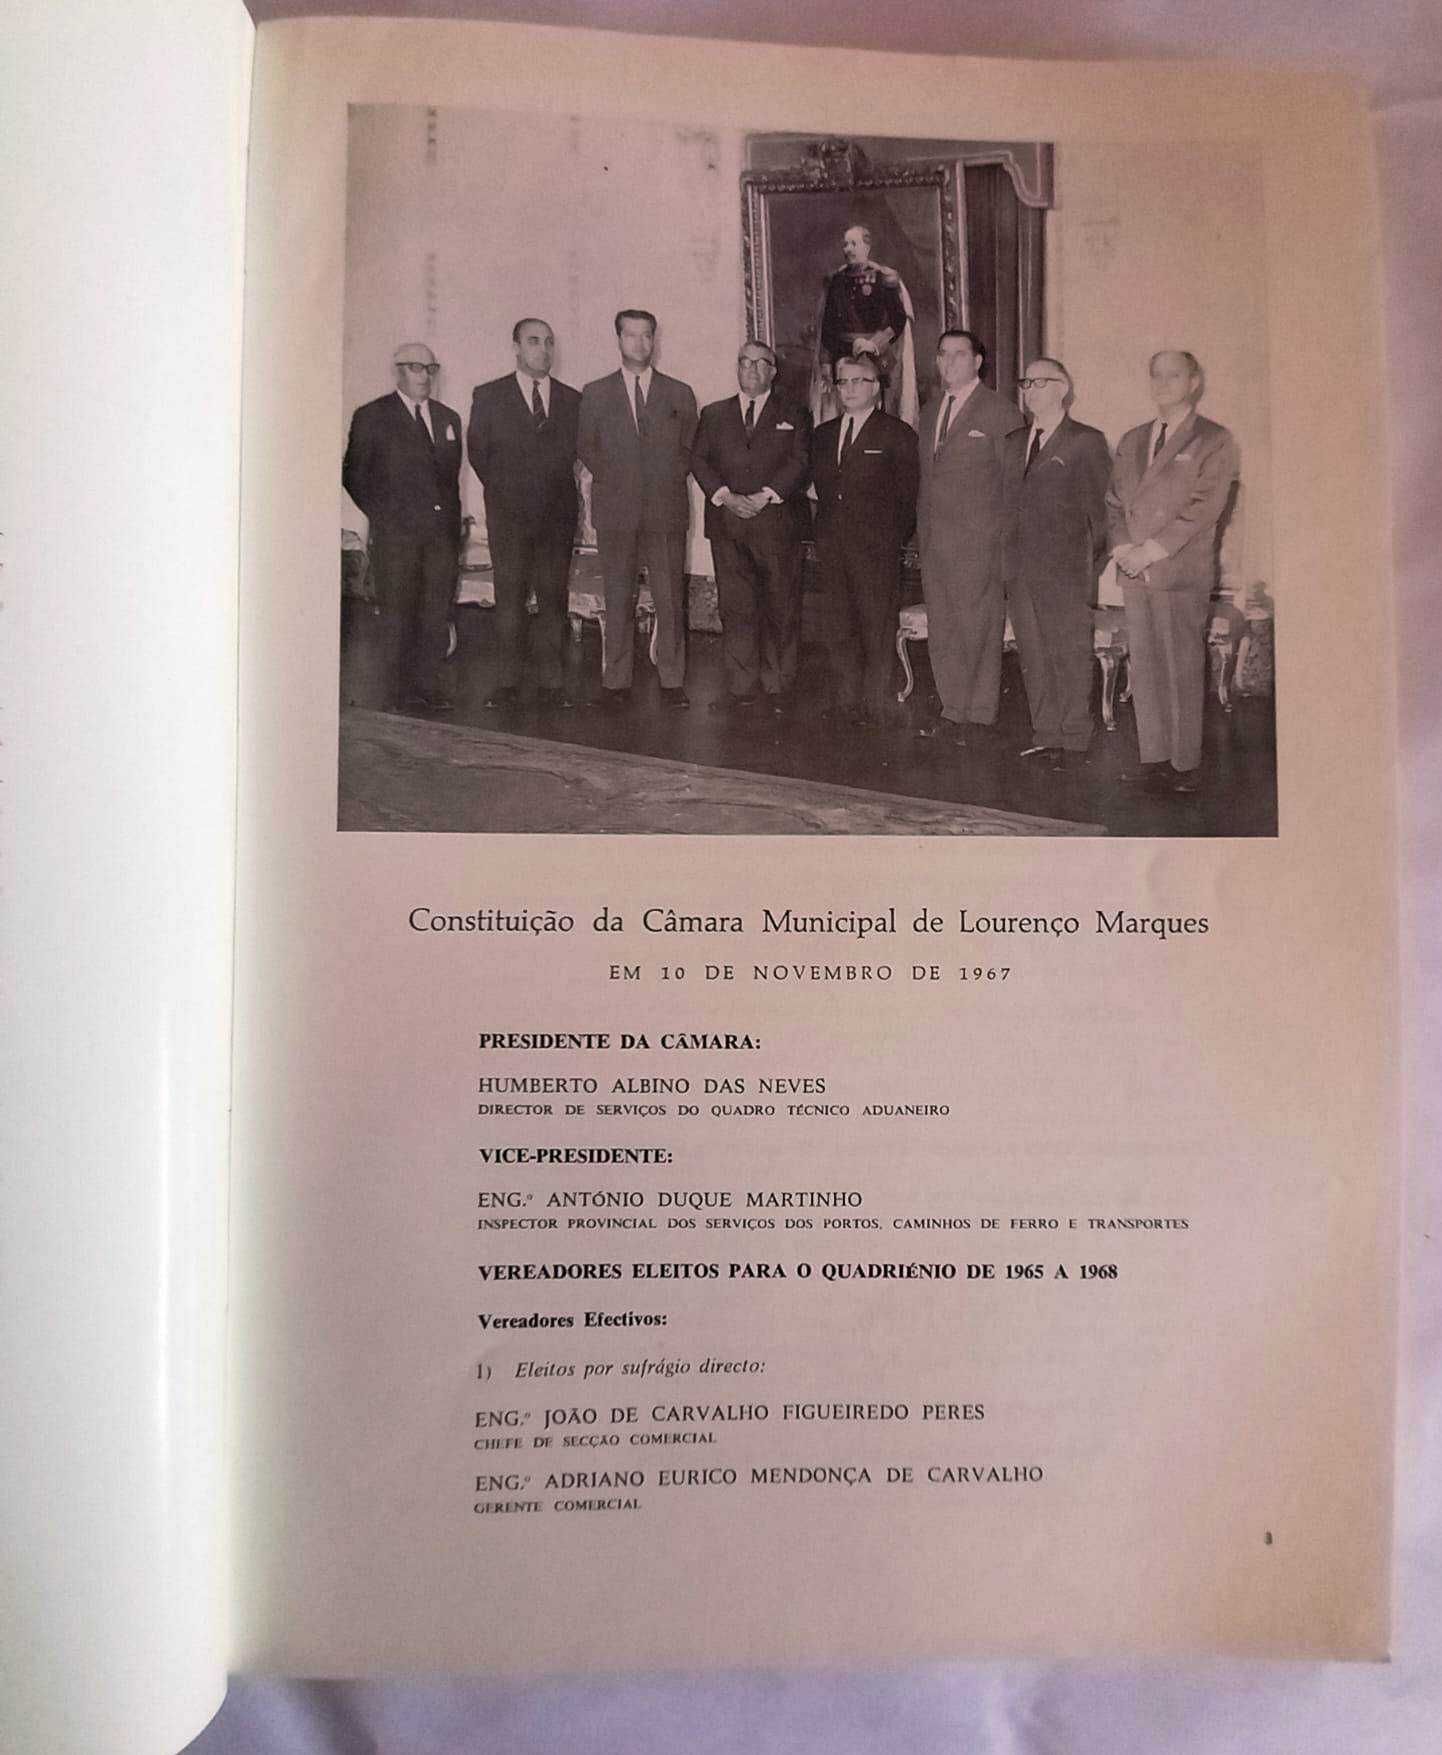 Constituição da Câmara Municipal de Lourenço Marques
EM 10 DE NOVEMBRO DE 1967
PRESIDENTE DA CÂMARA:
HUMBERTO ALBINO DAS NEVES
DIRECTOR DE SERVIÇOS DO QUADRO TÉCNICO ADUANEIRO
VICE-PRESIDENTE:
ENG.º ANTÓNIO DUQUE MARTINHO
INSPECTOR PROVINCIAL DOS SERVIÇOS DOS PORTOS, CAMINHOS DE FERRO E TRANSPORTES
VEREADORES ELEITOS PARA O QUADRIÉNIO DE 1965 A 1968
Vereadores Efectivos:
1) Eleitos por sufrágio directo:
ENG.º JOÃO DE CARVALHO FIGUEIREDO PERES
CHEFE DE SECÇÃO COMERCIAL
ENG.º ADRIANO EURICO MENDONÇA DE CARVALHO
GERENTE COMERCIAL